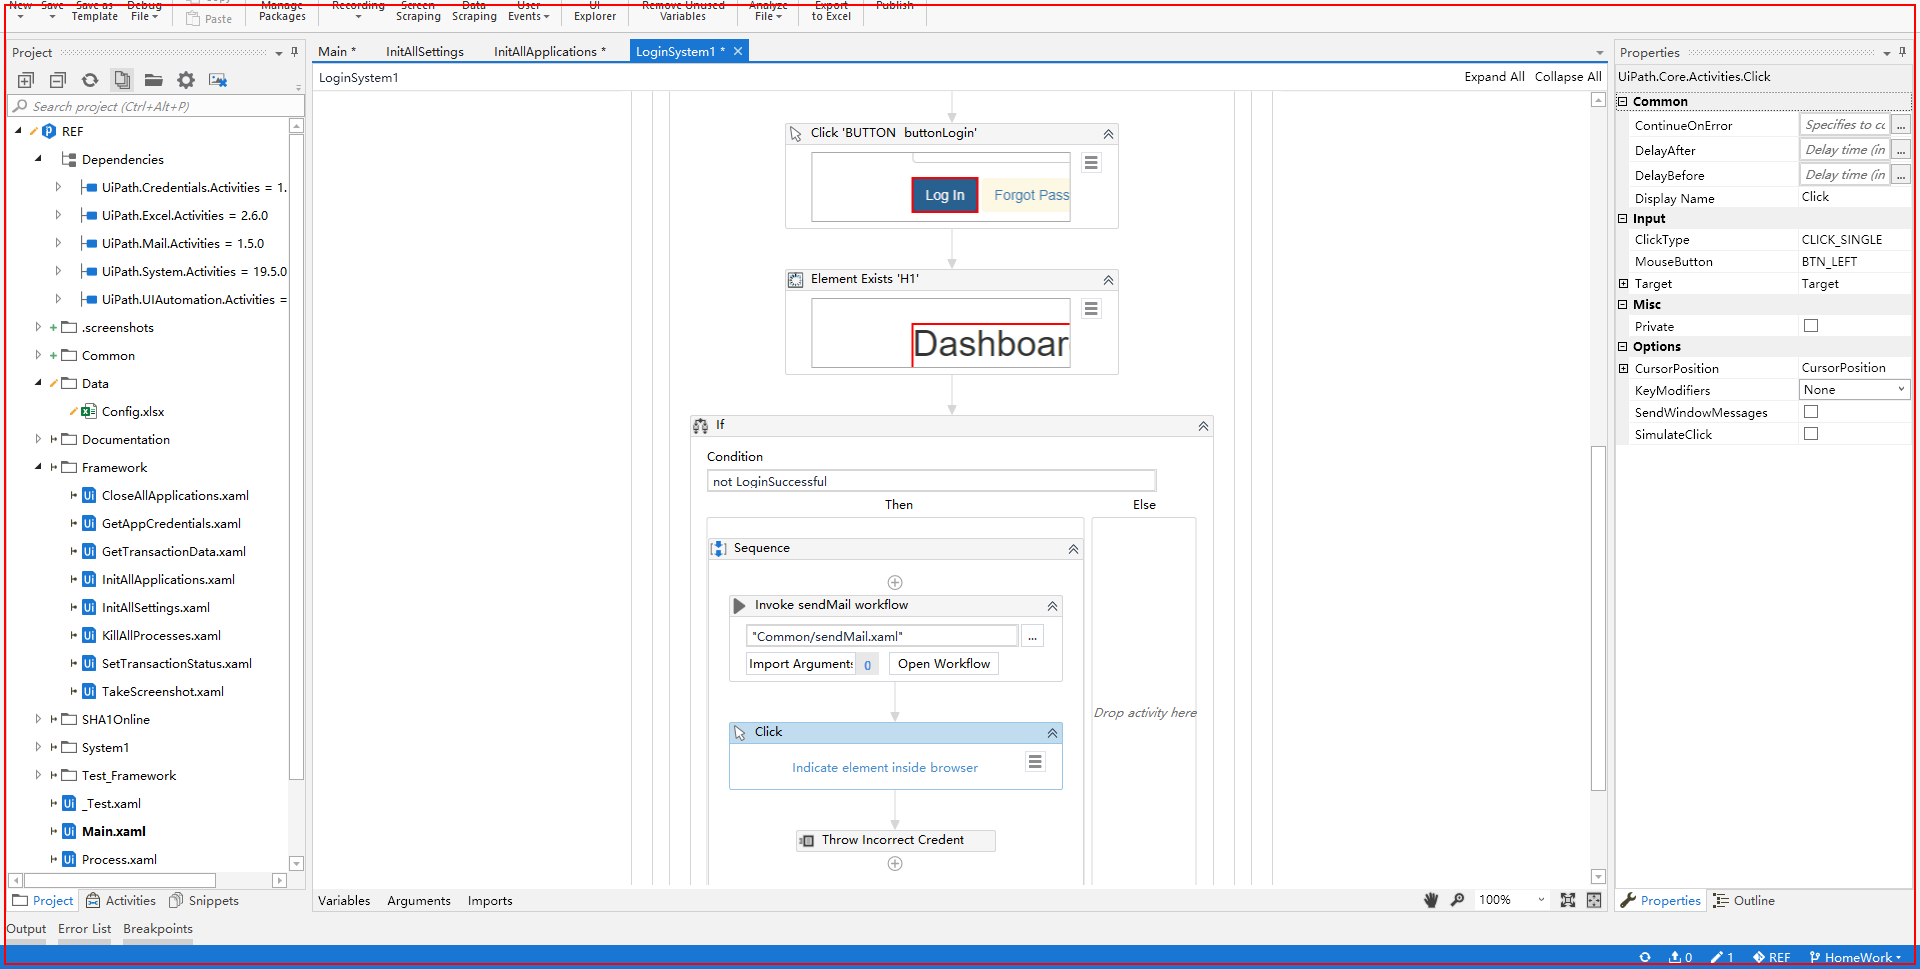 New
Save
Save as Template
Debug File
Copy
Paste
Manage Packages
Recording
Screen Scraping
Data Scraping
User Events
UI Explorer
Remove Unused Variables
Analyze File
Export to Excel
Publish
Project
Search project (Ctrl+Alt+P)
REF
Dependencies
UiPath.Credentials.Activities = 1.
UiPath.Excel.Activities = 2.6.0
UiPath.Mail.Activities = 1.5.0
UiPath.System.Activities = 19.5.0
UiPath.UIAutomation.Activities =
.screenshots
Common
Data
Config.xlsx
Documentation
Framework
CloseAllApplications.xaml
GetAppCredentials.xaml
GetTransactionData.xaml
InitAllApplications.xaml
InitAllSettings.xaml
KillAllProcesses.xaml
SetTransactionStatus.xaml
TakeScreenshot.xaml
SHA1Online
System1
Test_Framework
_Test.xaml
Main.xaml
Process.xaml
Project Activities Snippets
Main * InitAllSettings InitAllApplications * LoginSystem1 *
LoginSystem1 Expand All Collapse All
Click 'BUTTON buttonLogin'
Log In Forgot Pass
Element Exists 'H1'
Dashboar
If
Condition
not LoginSuccessful
Then Else
Sequence
Invoke sendMail workflow
"Common/sendMail.xaml" ...
Import Arguments 0 Open Workflow
Drop activity here
Click
Indicate element inside browser
Throw Incorrect Credent
Variables Arguments Imports 100%
Properties
UiPath.Core.Activities.Click
Common
ContinueOnError Specifies to cc ...
DelayAfter Delay time (in ...
DelayBefore Delay time (in ...
Display Name Click
Input
ClickType CLICK_SINGLE
MouseButton BTN_LEFT
Target Target
Misc
Private
Options
CursorPosition CursorPosition
KeyModifiers None
SendWindowMessages
SimulateClick
Properties Outline
Output Error List Breakpoints
0 1 REF HomeWork